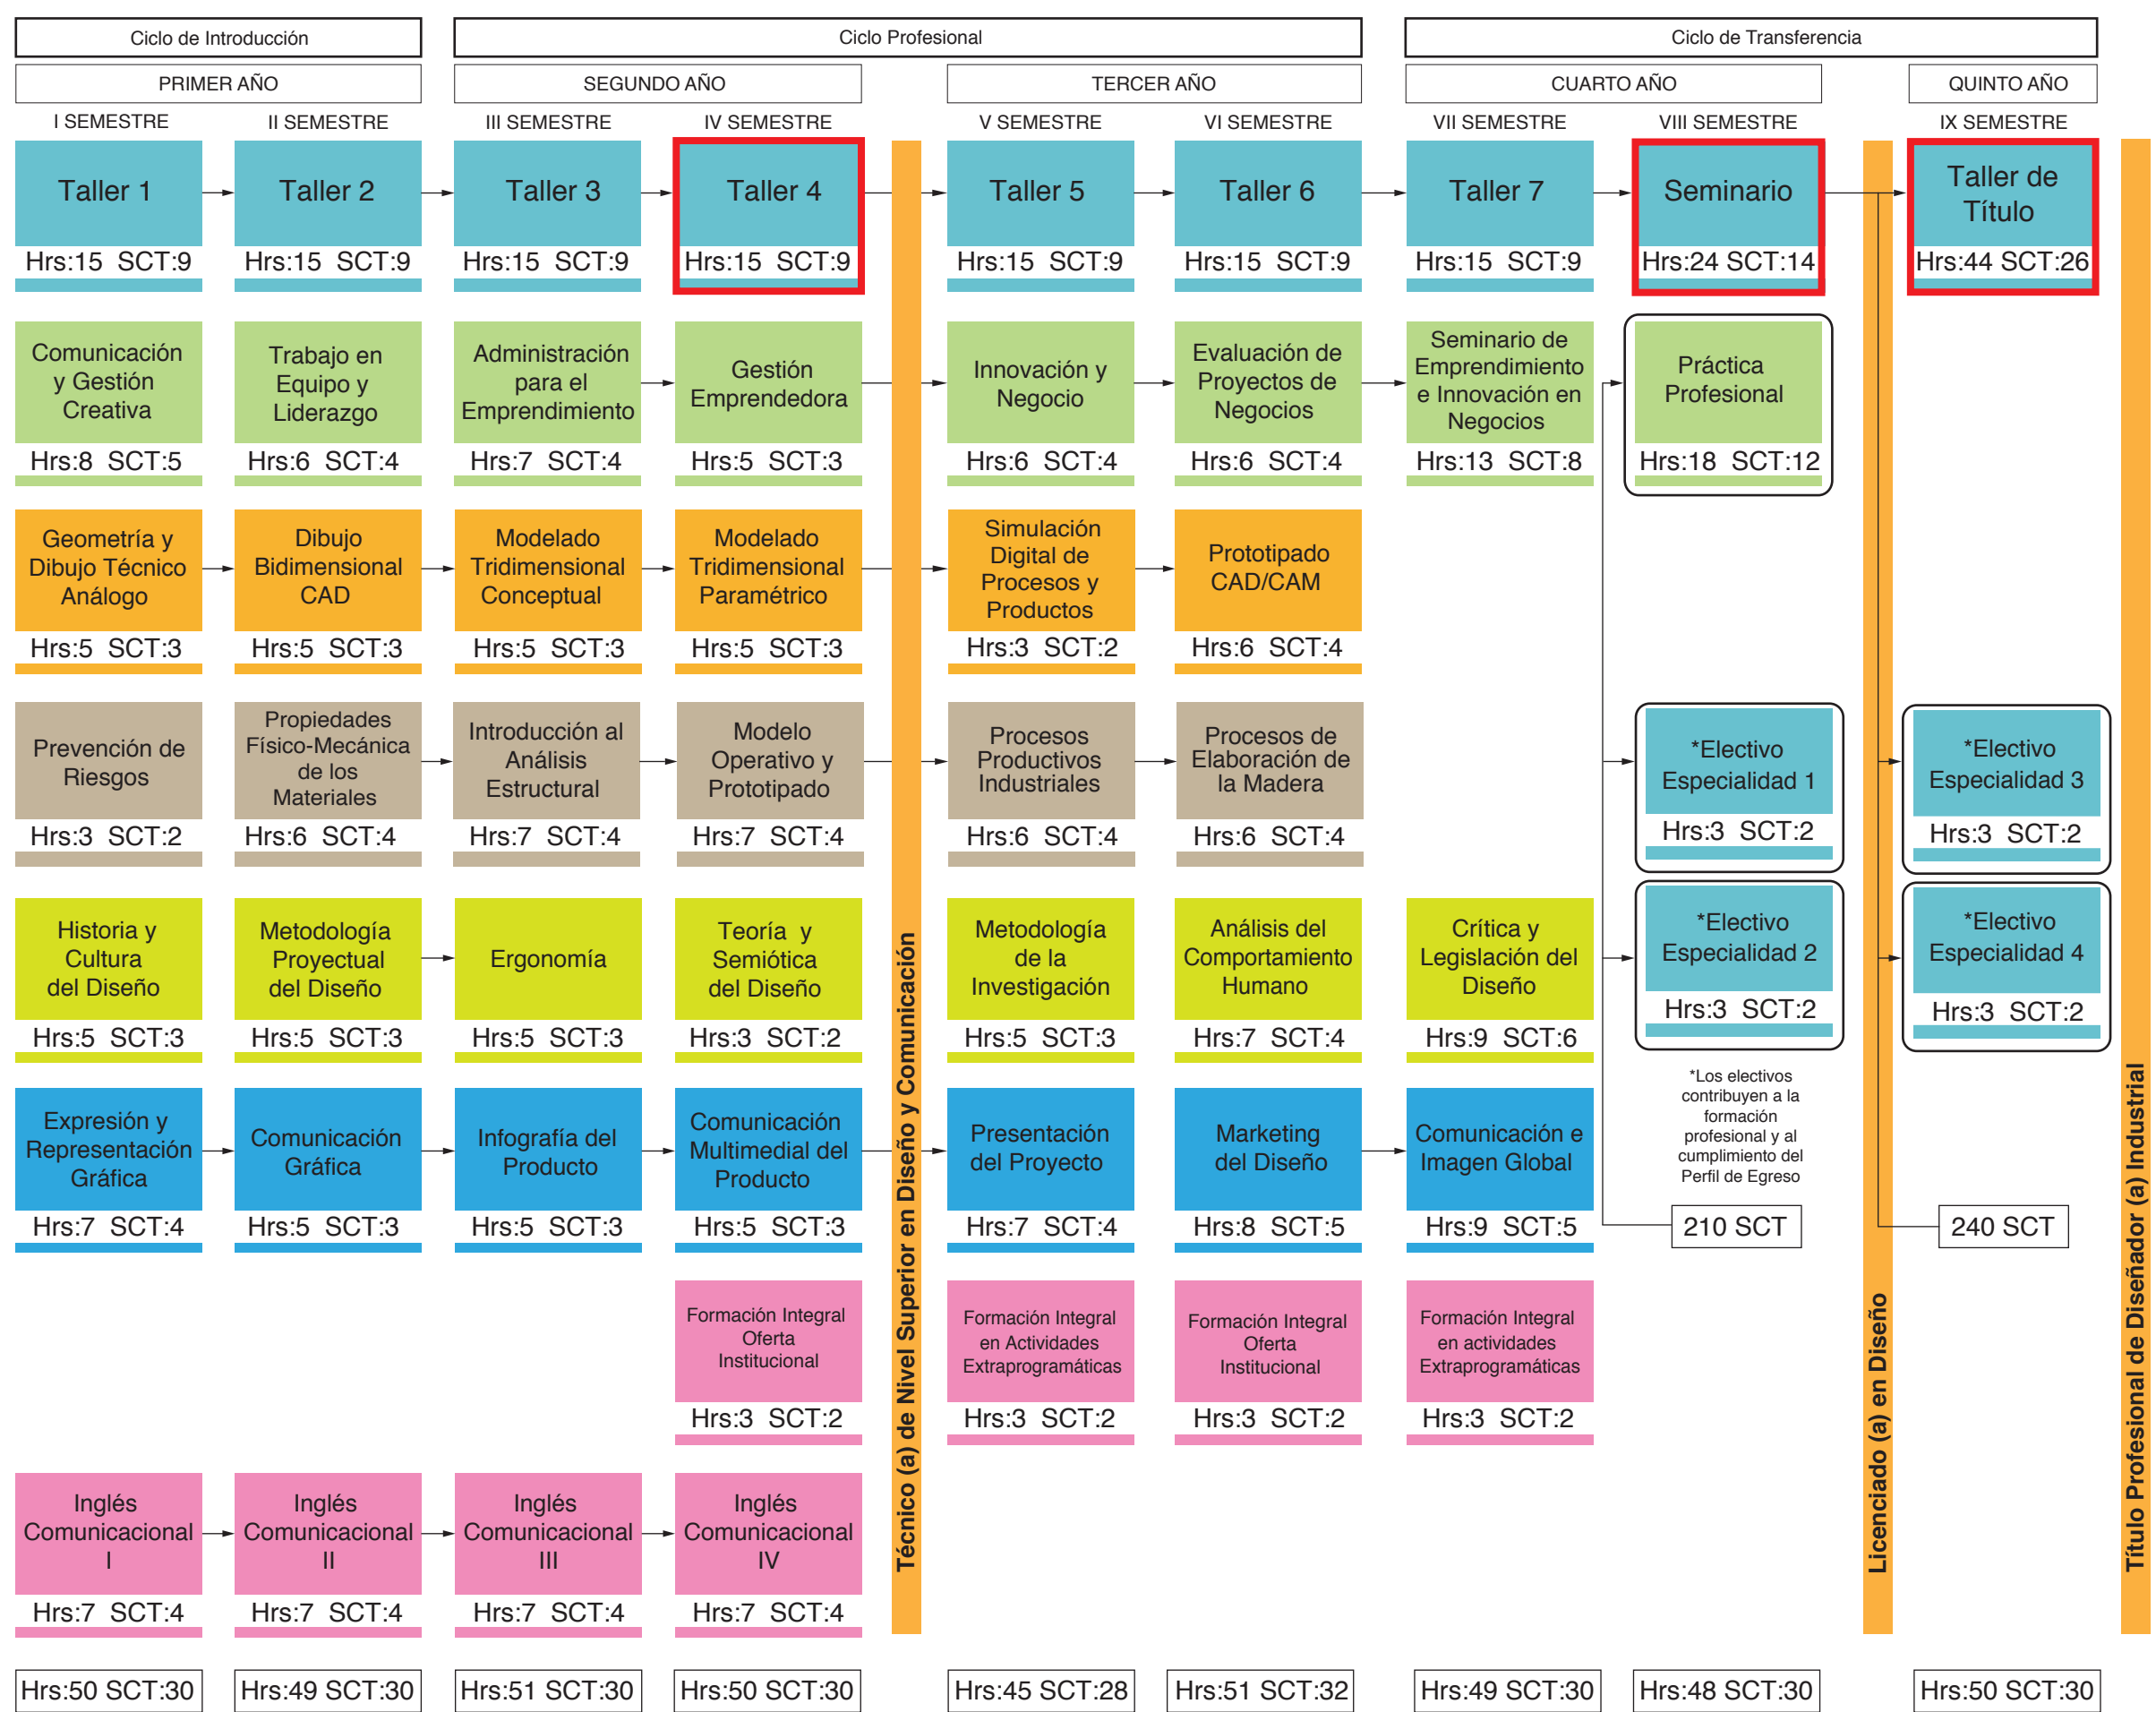 Ciclo de Introducción
Ciclo Profesional
Ciclo de Transferencia
PRIMER AÑO
SEGUNDO AÑO
TERCER AÑO
CUARTO AÑO
QUINTO AÑO
I SEMESTRE
II SEMESTRE
III SEMESTRE
IV SEMESTRE
V SEMESTRE
VI SEMESTRE
VII SEMESTRE
VIII SEMESTRE
IX SEMESTRE
Taller 1
Hrs:15 SCT:9
Taller 2
Hrs:15 SCT:9
Taller 3
Hrs:15 SCT:9
Taller 4
Hrs:15 SCT:9
Taller 5
Hrs:15 SCT:9
Taller 6
Hrs:15 SCT:9
Taller 7
Hrs:15 SCT:9
Seminario
Hrs:24 SCT:14
Taller de
Título
Hrs:44 SCT:26
Comunicación
y Gestión
Creativa
Hrs:8 SCT:5
Trabajo en
Equipo y
Liderazgo
Hrs:6 SCT:4
Administración
para el
Emprendimiento
Hrs:7 SCT:4
Gestión
Emprendedora
Hrs:5 SCT:3
Innovación y
Negocio
Hrs:6 SCT:4
Evaluación de
Proyectos de
Negocios
Hrs:6 SCT:4
Seminario de
Emprendimiento
e Innovación en
Negocios
Hrs:13 SCT:8
Práctica
Profesional
Hrs:18 SCT:12
Geometría y
Dibujo Técnico
Análogo
Hrs:5 SCT:3
Dibujo
Bidimensional
CAD
Hrs:5 SCT:3
Modelado
Tridimensional
Conceptual
Hrs:5 SCT:3
Modelado
Tridimensional
Paramétrico
Hrs:5 SCT:3
Simulación
Digital de
Procesos y
Productos
Hrs:3 SCT:2
Prototipado
CAD/CAM
Hrs:6 SCT:4
Prevención de
Riesgos
Hrs:3 SCT:2
Propiedades
Físico-Mecánica
de los
Materiales
Hrs:6 SCT:4
Introducción al
Análisis
Estructural
Hrs:7 SCT:4
Modelo
Operativo y
Prototipado
Hrs:7 SCT:4
Procesos
Productivos
Industriales
Hrs:6 SCT:4
Procesos de
Elaboración de
la Madera
Hrs:6 SCT:4
*Electivo
Especialidad 1
Hrs:3 SCT:2
*Electivo
Especialidad 3
Hrs:3 SCT:2
Historia y
Cultura
del Diseño
Hrs:5 SCT:3
Metodología
Proyectual
del Diseño
Hrs:5 SCT:3
Ergonomía
Hrs:5 SCT:3
Teoría y
Semiótica
del Diseño
Hrs:3 SCT:2
Metodología
de la
Investigación
Hrs:5 SCT:3
Análisis del
Comportamiento
Humano
Hrs:7 SCT:4
Crítica y
Legislación del
Diseño
Hrs:9 SCT:6
*Electivo
Especialidad 2
Hrs:3 SCT:2
*Electivo
Especialidad 4
Hrs:3 SCT:2
*Los electivos
contribuyen a la
formación
profesional y al
cumplimiento del
Perfil de Egreso
Expresión y
Representación
Gráfica
Hrs:7 SCT:4
Comunicación
Gráfica
Hrs:5 SCT:3
Infografía del
Producto
Hrs:5 SCT:3
Comunicación
Multimedial del
Producto
Hrs:5 SCT:3
Presentación
del Proyecto
Hrs:7 SCT:4
Marketing
del Diseño
Hrs:8 SCT:5
Comunicación e
Imagen Global
Hrs:9 SCT:5
210 SCT
240 SCT
Formación Integral
Oferta
Institucional
Hrs:3 SCT:2
Formación Integral
en Actividades
Extraprogramáticas
Hrs:3 SCT:2
Formación Integral
Oferta
Institucional
Hrs:3 SCT:2
Formación Integral
en actividades
Extraprogramáticas
Hrs:3 SCT:2
Inglés
Comunicacional
I
Hrs:7 SCT:4
Inglés
Comunicacional
II
Hrs:7 SCT:4
Inglés
Comunicacional
III
Hrs:7 SCT:4
Inglés
Comunicacional
IV
Hrs:7 SCT:4
Técnico (a) de Nivel Superior en Diseño y Comunicación
Licenciado (a) en Diseño
Título Profesional de Diseñador (a) Industrial
Hrs:50 SCT:30
Hrs:49 SCT:30
Hrs:51 SCT:30
Hrs:50 SCT:30
Hrs:45 SCT:28
Hrs:51 SCT:32
Hrs:49 SCT:30
Hrs:48 SCT:30
Hrs:50 SCT:30